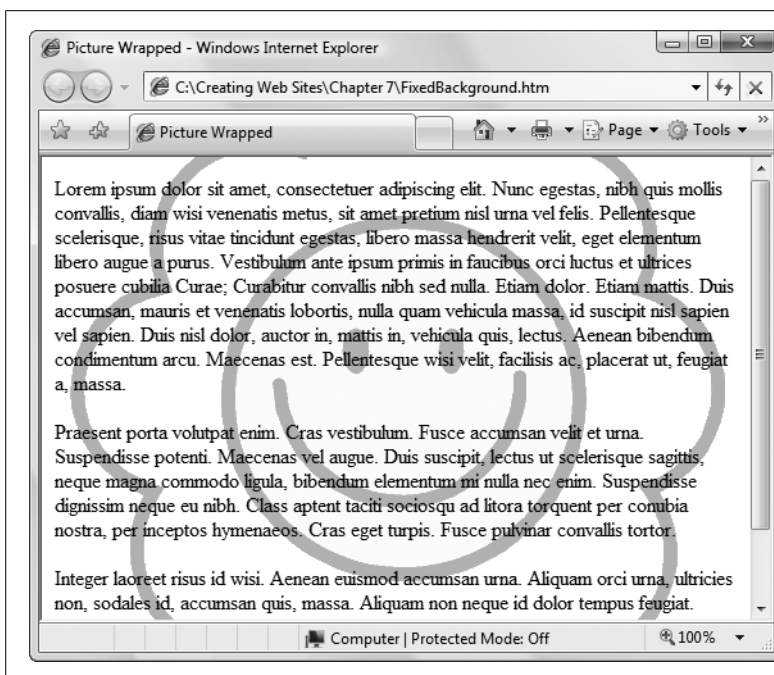 Picture Wrapped - Windows Internet Explorer
C:\Creating Web Sites\Chapter 7\FixedBackground.htm
Picture Wrapped
Page
Tools
Lorem ipsum dolor sit amet, consectetuer adipiscing elit. Nunc egestas, nibh quis mollis
convallis, diam wisi venenatis metus, sit amet pretium nisl urna vel felis. Pellentesque
scelerisque, risus vitae tincidunt egestas, libero massa hendrerit velit, eget elementum
libero augue a purus. Vestibulum ante ipsum primis in faucibus orci luctus et ultrices
posuere cubilia Curae; Curabitur convallis nibh sed nulla. Etiam dolor. Etiam mattis. Duis
accumsan, mauris et venenatis lobortis, nulla quam vehicula massa, id suscipit nisl sapien
vel sapien. Duis nisl dolor, auctor in, mattis in, vehicula quis, lectus. Aenean bibendum
condimentum arcu. Maecenas est. Pellentesque wisi velit, facilisis ac, placerat ut, feugiat
a, massa.
Praesent porta volutpat enim. Cras vestibulum. Fusce accumsan velit et urna.
Suspendisse potenti. Maecenas vel augue. Duis suscipit, lectus ut scelerisque sagittis,
neque magna commodo ligula, bibendum elementum mi nulla nec enim. Suspendisse
dignissim neque eu nibh. Class aptent taciti sociosqu ad litora torquent per conubia
nostra, per inceptos hymenaeos. Cras eget turpis. Fusce pulvinar convallis tortor.
Integer laoreet risus id wisi. Aenean euismod accumsan urna. Aliquam orci urna, ultricies
non, sodales id, accumsan quis, massa. Aliquam non neque id dolor tempus feugiat.
Computer | Protected Mode: Off
100%